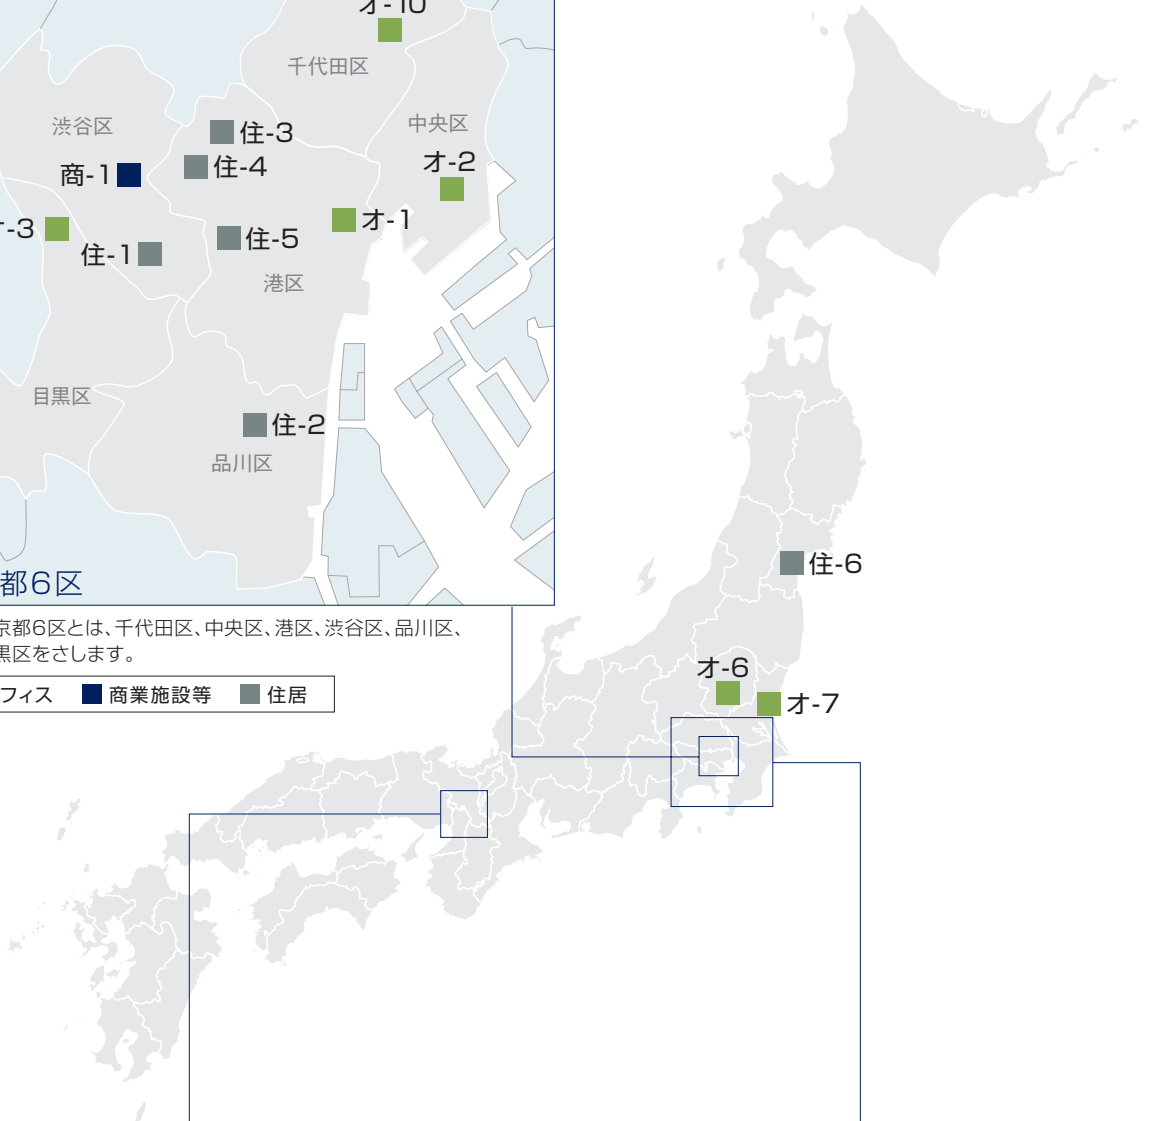 オ-10
千代田区
渋谷区
中央区
住-3
商-1
住-4
オ-2
-3
住-1
住-5
オ-1
港区
目黒区
住-2
品川区
都6区
京都6区とは、千代田区、中央区、港区、渋谷区、品川区、
黒区をさします。
フィス 商業施設等 住居
住-6
オ-6
オ-7